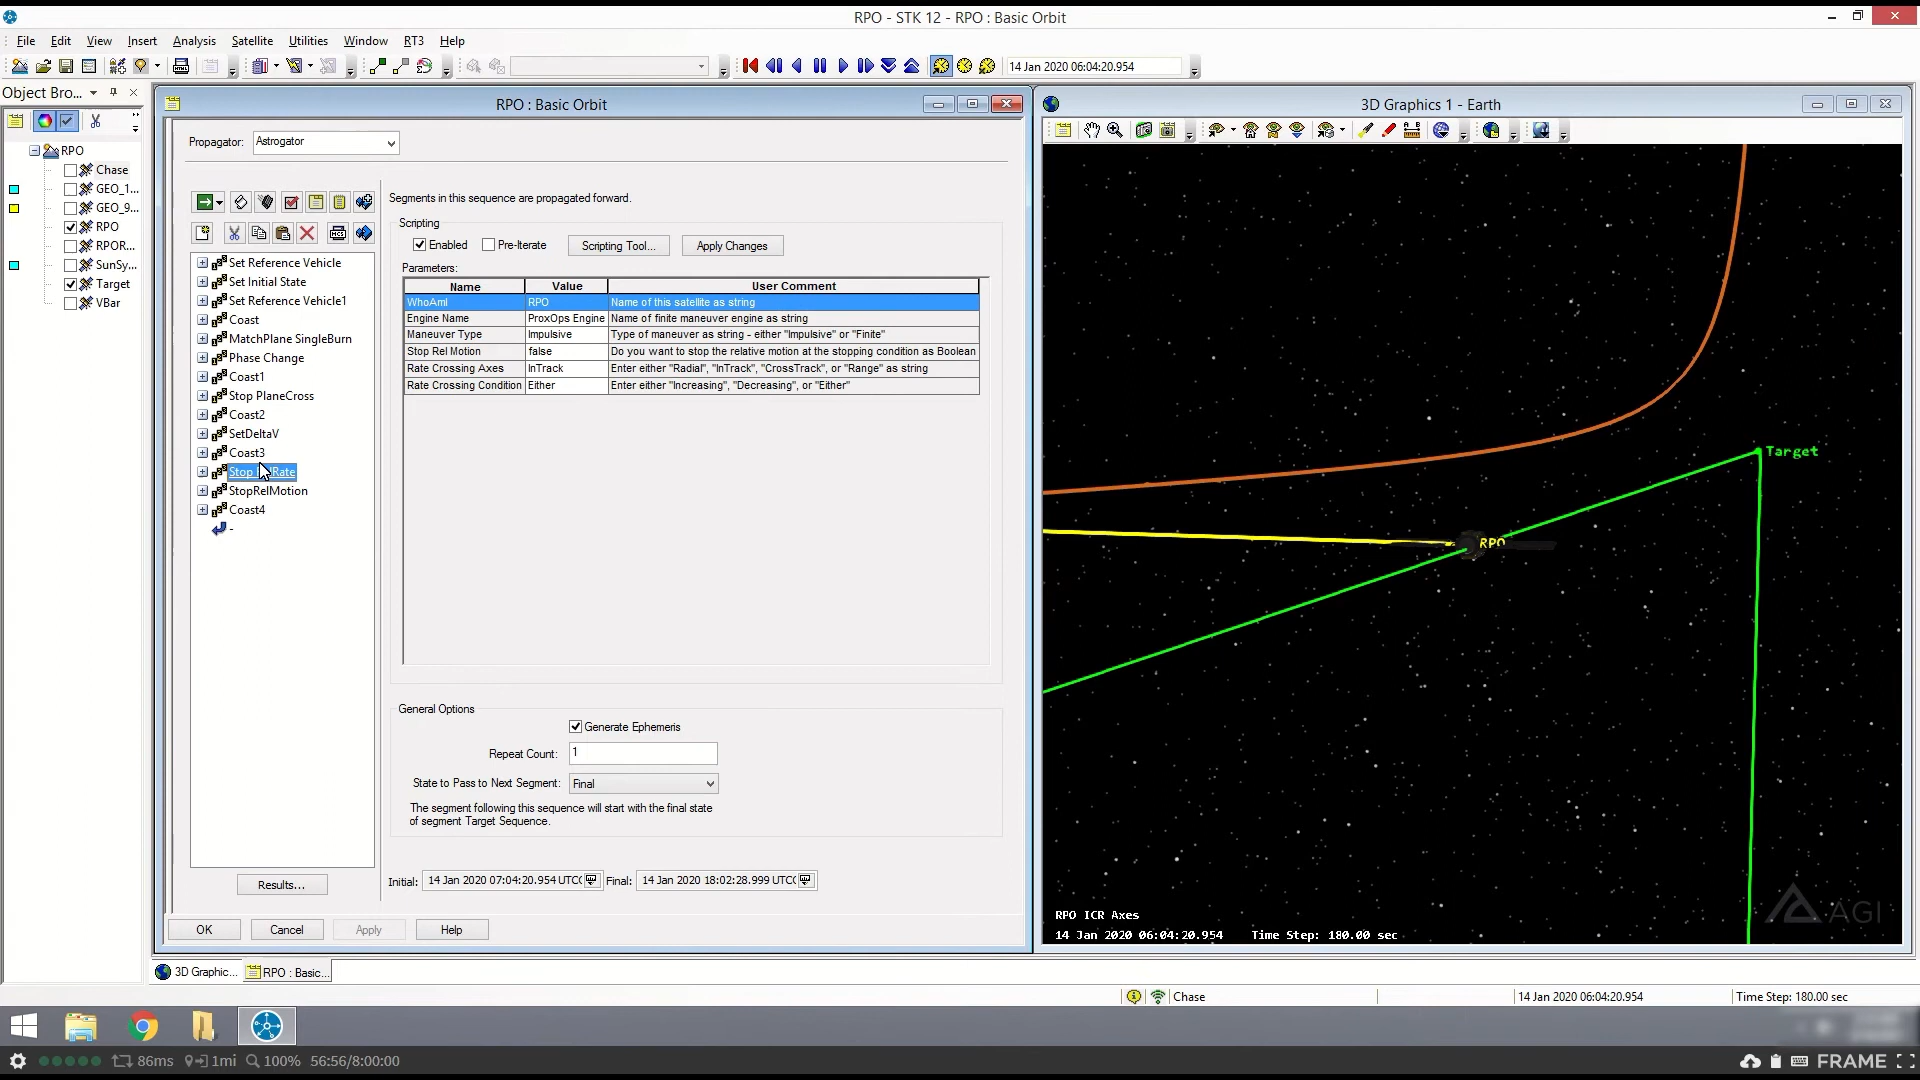 RPO - STK 12 - RPO : Basic Orbit
File Edit View Insert Analysis Satellite Utilities Window RT3 Help
14 Jan 2020 06:04:20.954
Object Bro...
RPO
Chase
GEO_1...
GEO_9...
RPO
RPOR...
SunSy...
Target
VBar
RPO : Basic Orbit
Propagator: Astrogator
Set Reference Vehicle
Set Initial State
Set Reference Vehicle1
Coast
MatchPlane SingleBurn
Phase Change
Coast1
Stop PlaneCross
Coast2
SetDeltaV
Coast3
Stop Rate
StopRelMotion
Coast4
-
Results...
Segments in this sequence are propagated forward.
Scripting
Enabled Pre-Iterate Scripting Tool... Apply Changes
Parameters:
Name Value User Comment
WhoAmI RPO Name of this satellite as string
Engine Name ProxOps Engine Name of finite maneuver engine as string
Maneuver Type Impulsive Type of maneuver as string - either "Impulsive" or "Finite"
Stop Rel Motion false Do you want to stop the relative motion at the stopping condition as Boolean
Rate Crossing Axes InTrack Enter either "Radial", "InTrack", "CrossTrack", or "Range" as string
Rate Crossing Condition Either Enter either "Increasing", "Decreasing", or "Either"
General Options
Generate Ephemeris
Repeat Count: 1
State to Pass to Next Segment: Final
The segment following this sequence will start with the final state
of segment Target Sequence.
Initial: 14 Jan 2020 07:04:20.954 UTC( Final: 14 Jan 2020 18:02:28.999 UTC(
OK Cancel Apply Help
3D Graphics 1 - Earth
Target
RPO
AGI
RPO ICR Axes
14 Jan 2020 06:04:20.954 Time Step: 180.00 sec
3D Graphic... RPO : Basic...
Chase 14 Jan 2020 06:04:20.954 Time Step: 180.00 sec
86ms 1mi 100% 56:56/8:00:00 FRAME